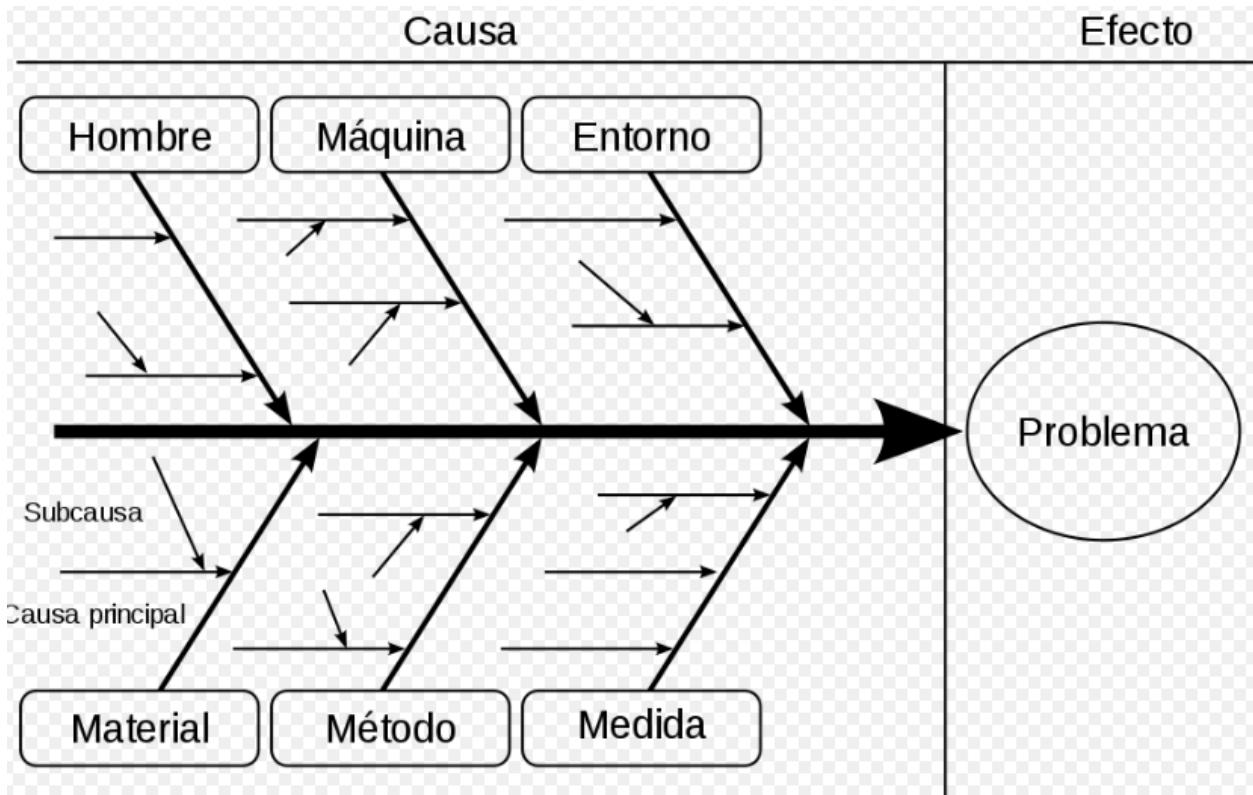 Causa
Efecto
Hombre
Máquina
Entorno
Problema
Subcausa
Causa principal
Material
Método
Medida